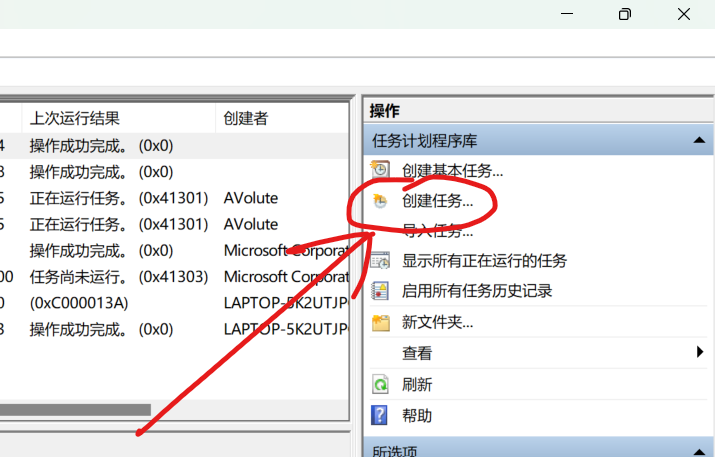 上次运行结果 创建者
4 操作成功完成。 (0x0)
3 操作成功完成。 (0x0)
5 正在运行任务。 (0x41301) AVolute
5 正在运行任务。 (0x41301) AVolute
操作成功完成。 (0x0) Microsoft Corporat
00 任务尚未运行。 (0x41303) Microsoft Corporat
0 (0xC000013A) LAPTOP-5K2UTJP
3 操作成功完成。 (0x0) LAPTOP-5K2UTJP
操作
任务计划程序库
创建基本任务...
创建任务...
导入任务...
显示所有正在运行的任务
启用所有任务历史记录
新文件夹...
查看
刷新
帮助
所选项